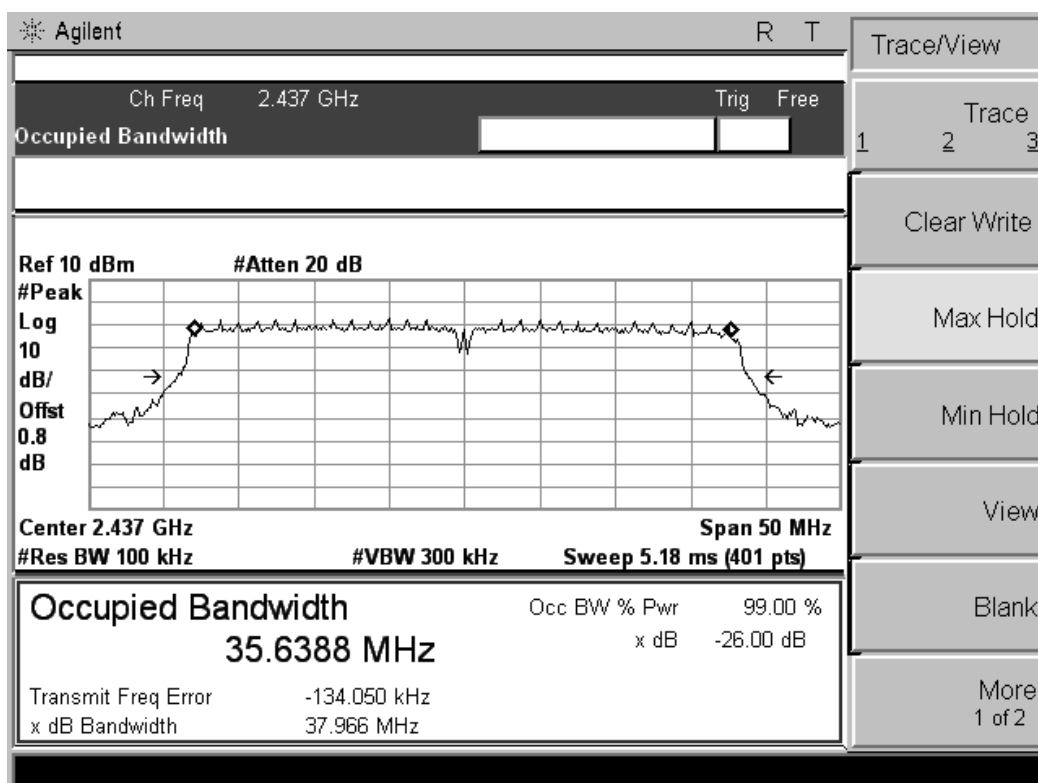 Agilent R T
Ch Freq 2.437 GHz Trig Free
Occupied Bandwidth
Ref 10 dBm #Atten 20 dB
#Peak
Log
10
dB/
Offst
0.8
dB
Center 2.437 GHz Span 50 MHz
#Res BW 100 kHz #VBW 300 kHz Sweep 5.18 ms (401 pts)
Occupied Bandwidth
35.6388 MHz
Occ BW % Pwr 99.00 %
x dB -26.00 dB
Transmit Freq Error -134.050 kHz
x dB Bandwidth 37.966 MHz
Trace/View
Trace
1 2 3
Clear Write
Max Hold
Min Hold
View
Blank
More
1 of 2